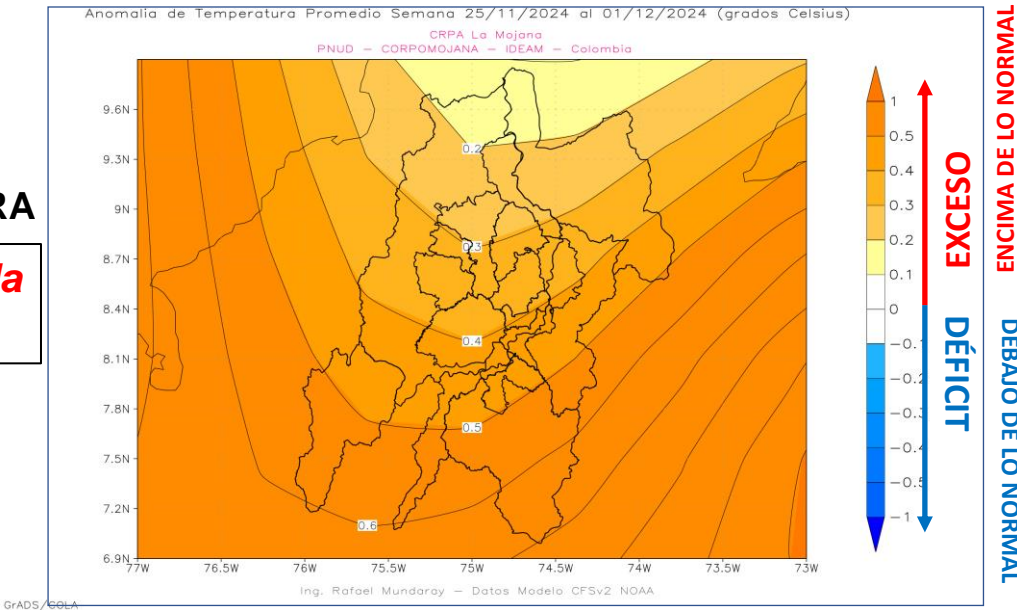 Anomalia de Temperatura Promedio Semana 25/11/2024 al 01/12/2024 (grados Celsius)
CRPA La Mojana
PNUD – CORPOMOJANA – IDEAM – Colombia
RA
la
9.6N
9.3N
9N
8.7N
8.4N
8.1N
7.8N
7.5N
7.2N
6.9N
77W
76.5W
76W
75.5W
75W
74.5W
74W
73.5W
73W
0.2
0.3
0.4
0.5
0.6
1
0.5
0.4
0.3
0.2
0.1
0
−0.1
−0.2
−0.3
−0.4
−0.5
−1
EXCESO
DÉFICIT
ENCIMA DE LO NORMAL
DEBAJO DE LO NORMAL
Ing. Rafael Mundaray – Datos Modelo CFSv2 NOAA
GrADS/COLA